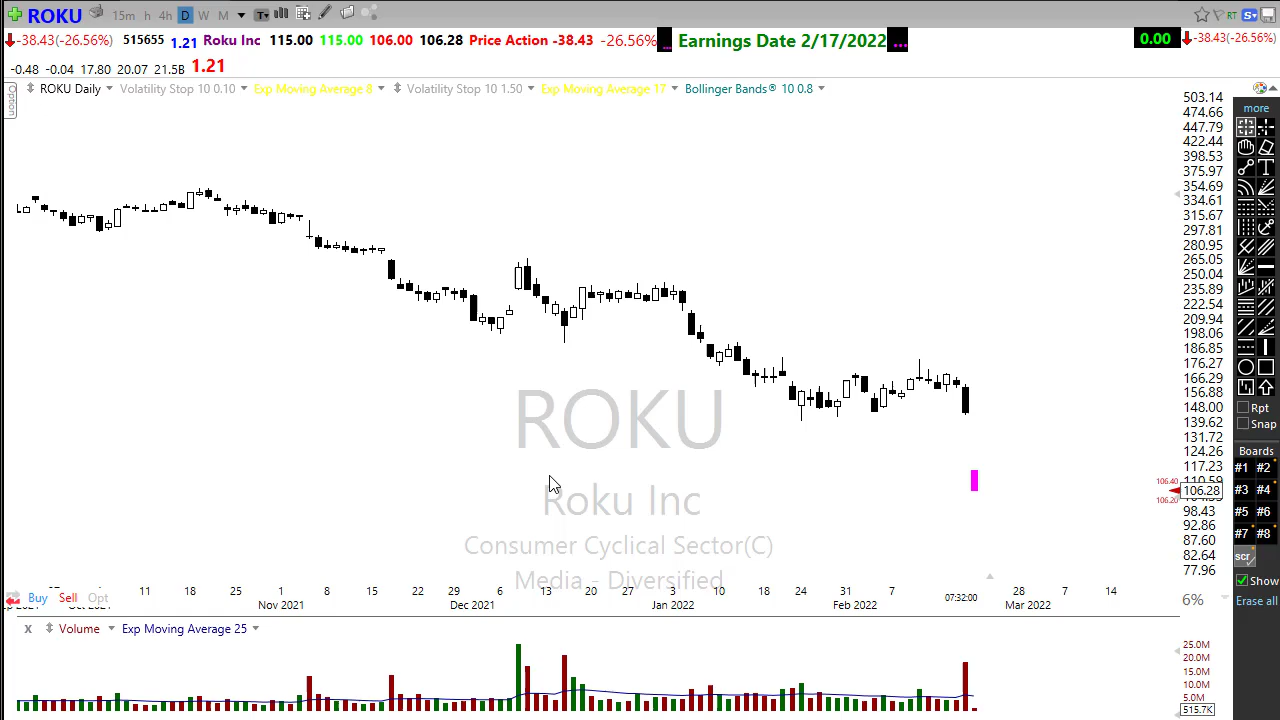 ROKU 15m h 4h D W M T RT S
-38.43(-26.56%) 515655 1.21 Roku Inc 115.00 115.00 106.00 106.28 Price Action -38.43 -26.56% ... Earnings Date 2/17/2022 ... 0.00 -38.43(-26.56%)
-0.48 -0.04 17.80 20.07 21.5B 1.21
Option
ROKU Daily Volatility Stop 10 0.10 Exp Moving Average 8 Volatility Stop 10 1.50 Exp Moving Average 17 Bollinger Bands® 10 0.8
503.14
474.66
447.79
422.44
398.53
375.97
354.69
334.61
315.67
297.81
280.95
265.05
250.04
235.89
222.54
209.94
198.06
186.85
176.27
166.29
156.88
148.00
139.62
131.72
124.26
117.23
110.59
106.40
106.28
106.20
98.43
92.86
87.60
82.64
77.96
more
Rpt
Snap
Boards
#1 #2
#3 #4
#5 #6
#7 #8
scr
Show
Erase all
ROKU
Roku Inc
Consumer Cyclical Sector(C)
Media - Diversified
11 18 25 1 8 15 22 29 6 13 20 27 3 10 18 24 31 7 07:32:00 28 7 14
Nov 2021 Dec 2021 Jan 2022 Feb 2022 Mar 2022
Buy Sell Opt
6%
X Volume Exp Moving Average 25
25.0M
20.0M
15.0M
10.0M
5.0M
515.7K